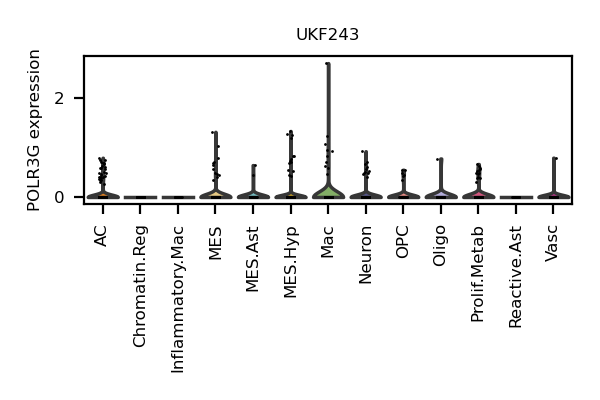 UKF243
POLR3G expression
2
0
AC
Chromatin.Reg
Inflammatory.Mac
MES
MES.Ast
MES.Hyp
Mac
Neuron
OPC
Oligo
Prolif.Metab
Reactive.Ast
Vasc